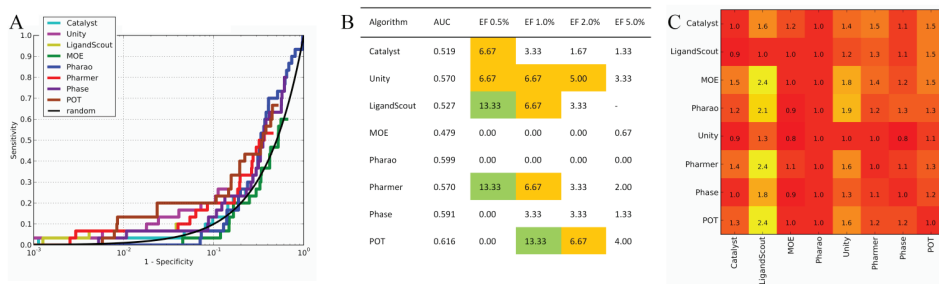 A
1.0
0.9
0.8
0.7
0.6
0.5
0.4
0.3
0.2
0.1
0.0
Sensitivity
Catalyst
Unity
LigandScout
MOE
Pharao
Pharmer
Phase
POT
random
10-3
10-2
10-1
100
1 - Specificity
B
Algorithm AUC EF 0.5% EF 1.0% EF 2.0% EF 5.0%
Catalyst 0.519 6.67 3.33 1.67 1.33
Unity 0.570 6.67 6.67 5.00 3.33
LigandScout 0.527 13.33 6.67 3.33 -
MOE 0.479 0.00 0.00 0.00 0.67
Pharao 0.599 0.00 0.00 0.00 0.00
Pharmer 0.570 13.33 6.67 3.33 2.00
Phase 0.591 0.00 3.33 3.33 1.33
POT 0.616 0.00 13.33 6.67 4.00
C
Catalyst 1.0 1.6 1.2 1.0 1.4 1.5 1.1 1.5
LigandScout 0.9 1.0 1.0 1.0 1.2 1.3 1.1 1.5
MOE 1.5 2.4 1.0 1.0 1.8 1.4 1.2 1.5
Pharao 1.2 2.1 0.9 1.0 1.9 1.2 1.3 1.3
Unity 0.9 1.3 0.8 1.0 1.0 1.0 0.8 1.1
Pharmer 1.4 2.4 1.1 1.0 1.6 1.0 1.1 1.3
Phase 1.0 1.8 0.9 1.0 1.3 1.1 1.0 1.2
POT 1.3 2.4 1.0 1.0 1.6 1.2 1.2 1.0
Catalyst
LigandScout
MOE
Pharao
Unity
Pharmer
Phase
POT